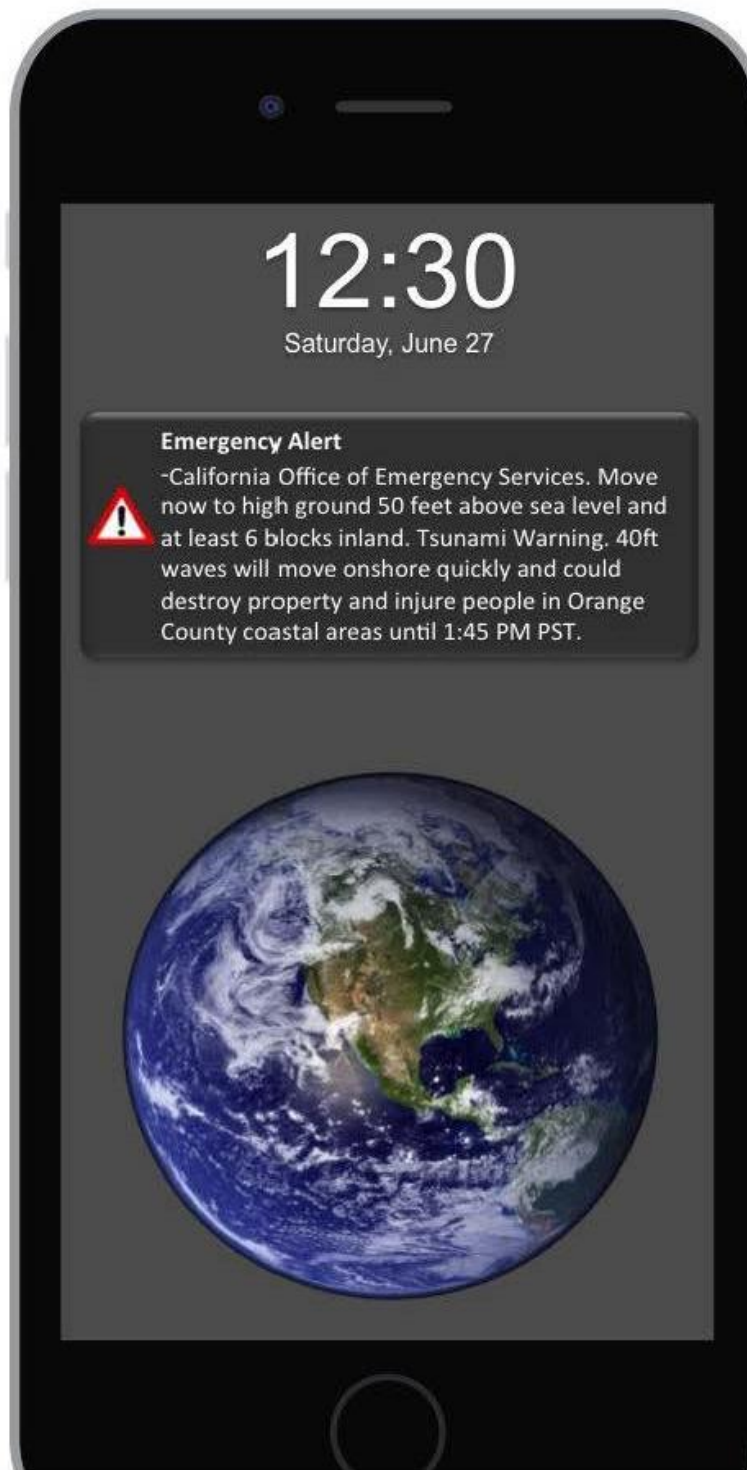 12:30
Saturday, June 27
Emergency Alert
-California Office of Emergency Services. Move
now to high ground 50 feet above sea level and
at least 6 blocks inland. Tsunami Warning. 40ft
waves will move onshore quickly and could
destroy property and injure people in Orange
County coastal areas until 1:45 PM PST.